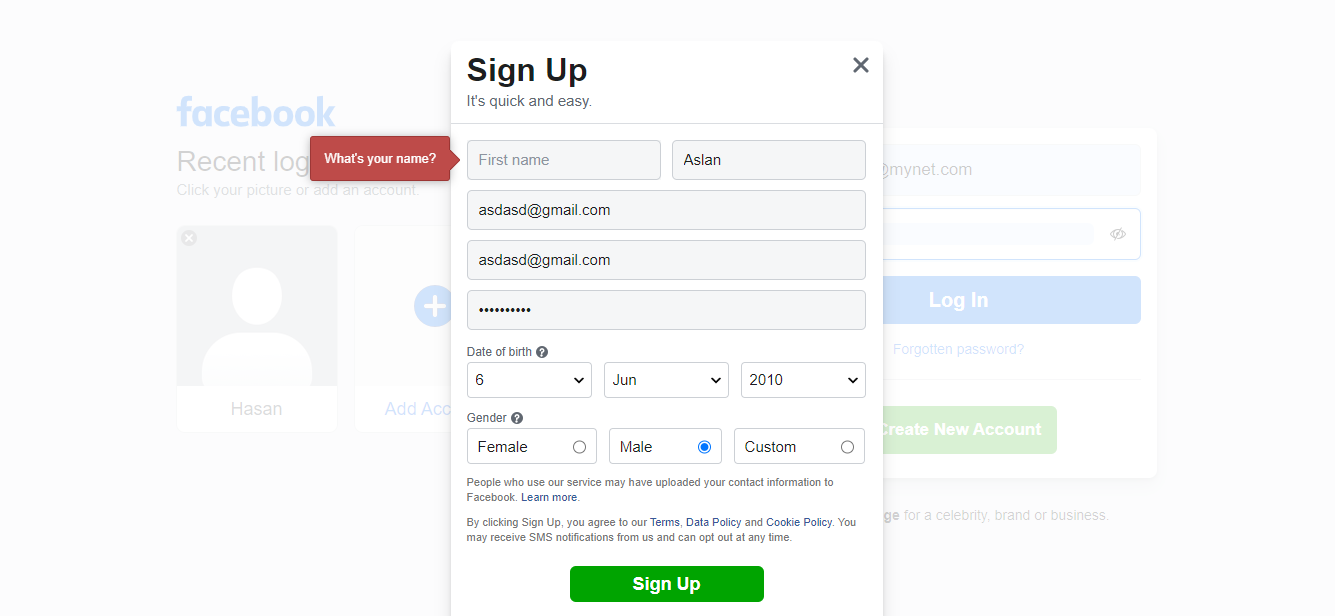 Sign Up
It's quick and easy.
facebook
Recent log
Click your picture or add an account.
What's your name?
First name
Aslan
asdasd@gmail.com
asdasd@gmail.com
••••••••••
Date of birth
6
Jun
2010
Gender
Female
Male
Custom
People who use our service may have uploaded your contact information to
Facebook. Learn more.
By clicking Sign Up, you agree to our Terms, Data Policy and Cookie Policy. You
may receive SMS notifications from us and can opt out at any time.
Sign Up
Hasan
Add Acc
@mynet.com
Log In
Forgotten password?
Create New Account
ge for a celebrity, brand or business.